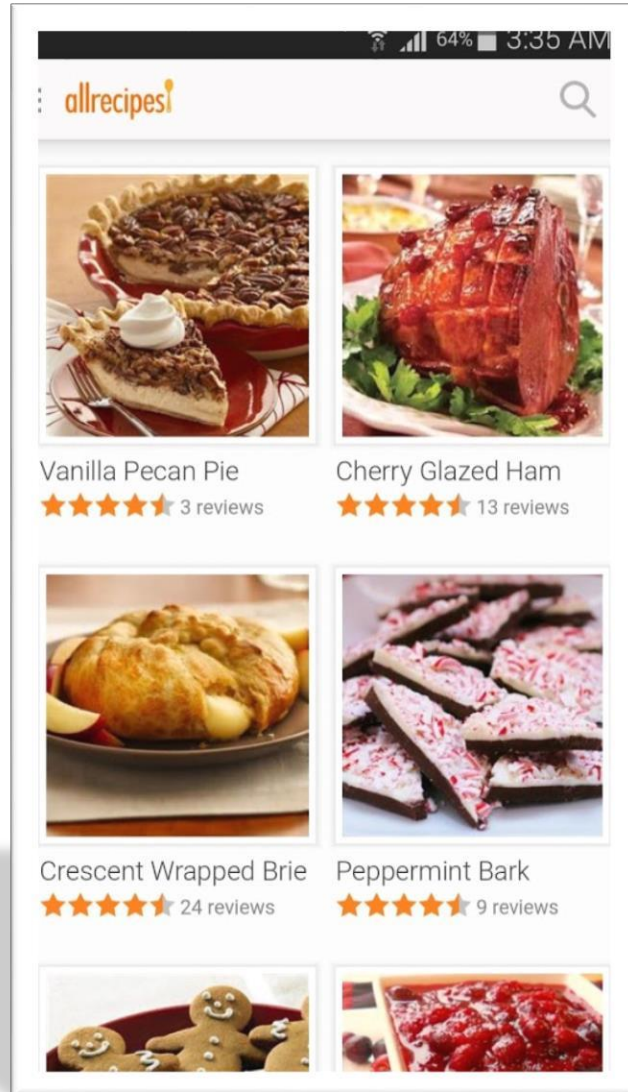 64% 3:35 AM
allrecipes
Vanilla Pecan Pie
3 reviews
Cherry Glazed Ham
13 reviews
Crescent Wrapped Brie
24 reviews
Peppermint Bark
9 reviews